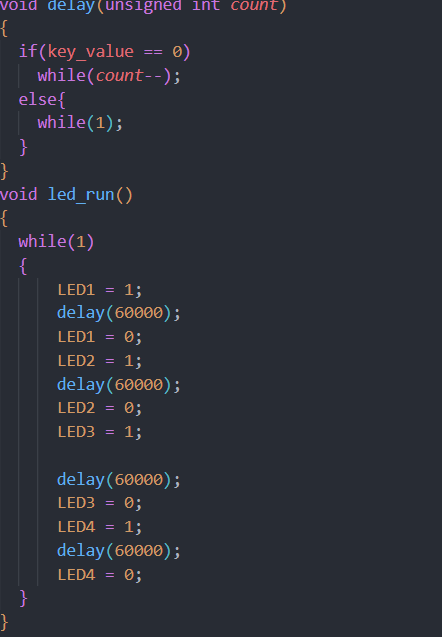 void delay(unsigned int count)
{
  if(key_value == 0)
    while(count--);
  else{
    while(1);
  }
}
void led_run()
{
  while(1)
  {
      LED1 = 1;
      delay(60000);
      LED1 = 0;
      LED2 = 1;
      delay(60000);
      LED2 = 0;
      LED3 = 1;

      delay(60000);
      LED3 = 0;
      LED4 = 1;
      delay(60000);
      LED4 = 0;
  }
}